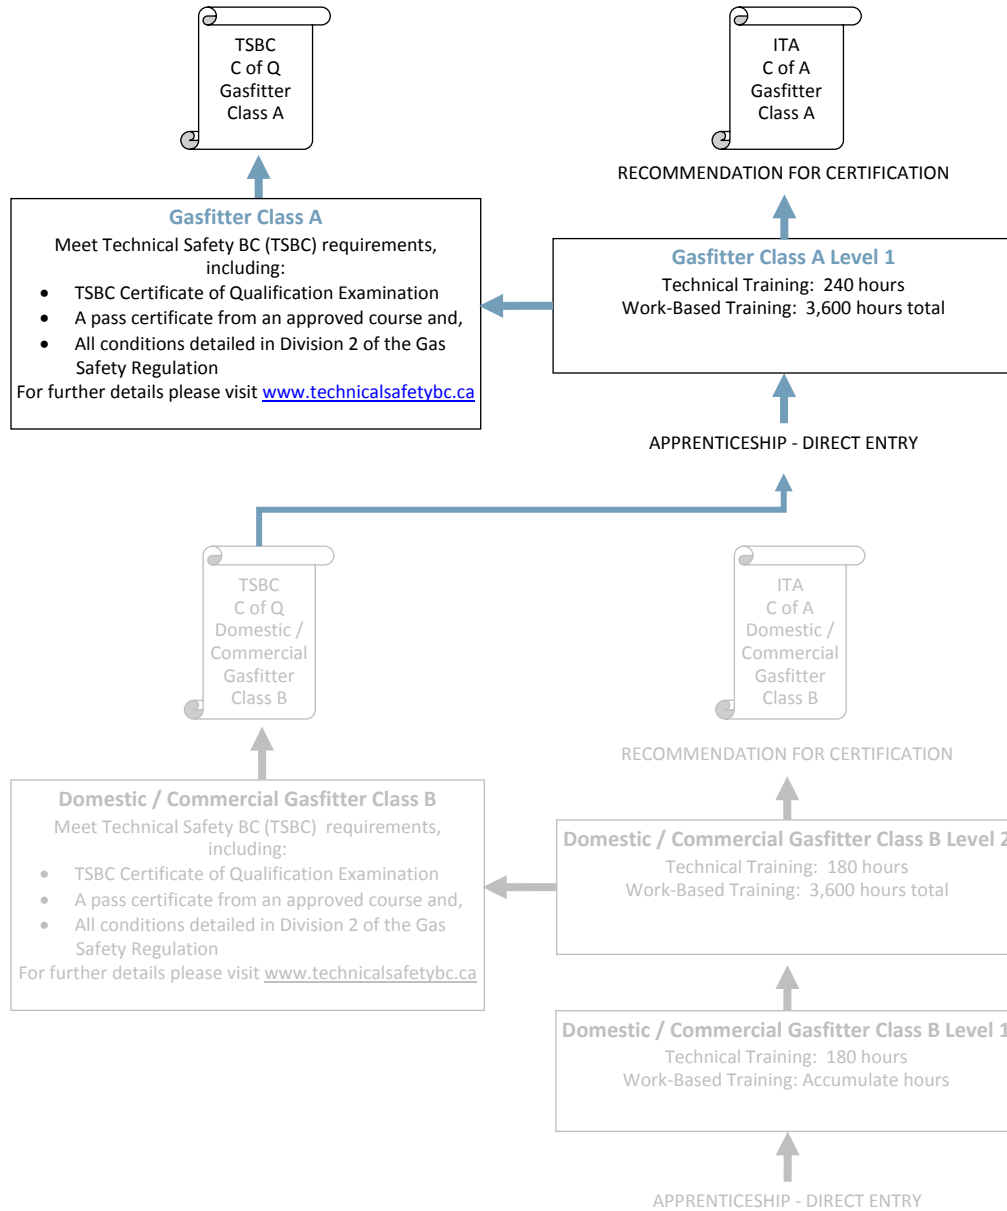 TSBC
C of Q
Gasfitter
Class A
ITA
C of A
Gasfitter
Class A
RECOMMENDATION FOR CERTIFICATION
Gasfitter Class A
Meet Technical Safety BC (TSBC) requirements,
including:
• TSBC Certificate of Qualification Examination
• A pass certificate from an approved course and,
• All conditions detailed in Division 2 of the Gas
Safety Regulation
For further details please visit www.technicalsafetybc.ca
Gasfitter Class A Level 1
Technical Training: 240 hours
Work-Based Training: 3,600 hours total
APPRENTICESHIP - DIRECT ENTRY
TSBC
C of Q
Domestic /
Commercial
Gasfitter
Class B
ITA
C of A
Domestic /
Commercial
Gasfitter
Class B
RECOMMENDATION FOR CERTIFICATION
Domestic / Commercial Gasfitter Class B
Meet Technical Safety BC (TSBC) requirements,
including:
• TSBC Certificate of Qualification Examination
• A pass certificate from an approved course and,
• All conditions detailed in Division 2 of the Gas
Safety Regulation
For further details please visit www.technicalsafetybc.ca
Domestic / Commercial Gasfitter Class B Level 2
Technical Training: 180 hours
Work-Based Training: 3,600 hours total
Domestic / Commercial Gasfitter Class B Level 1
Technical Training: 180 hours
Work-Based Training: Accumulate hours
APPRENTICESHIP - DIRECT ENTRY